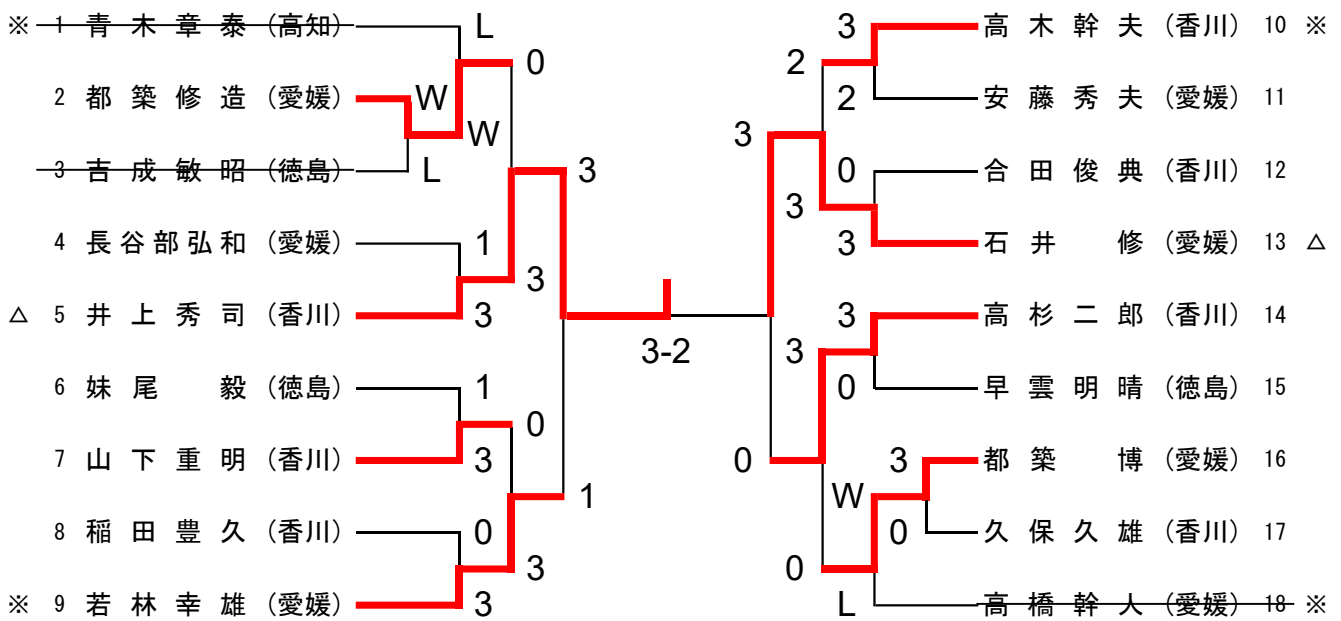 ※ 1 青木章泰 (高知)
L
0
2 都築修造 (愛媛)
W
W
3 吉成敏昭 (徳島)
L
3
4 長谷部弘和 (愛媛)
1
3
△ 5 井上秀司 (香川)
3
6 妹尾 毅 (徳島)
1
0
7 山下重明 (香川)
3
1
8 稲田豊久 (香川)
0
3
※ 9 若林幸雄 (愛媛)
3
3-2
3
高木幹夫 (香川) 10 ※
2
2
安藤秀夫 (愛媛) 11
3
0
合田俊典 (香川) 12
3
3
石井 修 (愛媛) 13 △
3
高杉二郎 (香川) 14
3
0
早雲明晴 (徳島) 15
0
3
都築 博 (愛媛) 16
W
0
久保久雄 (香川) 17
0
L
高橋幹人 (愛媛) 18 ※